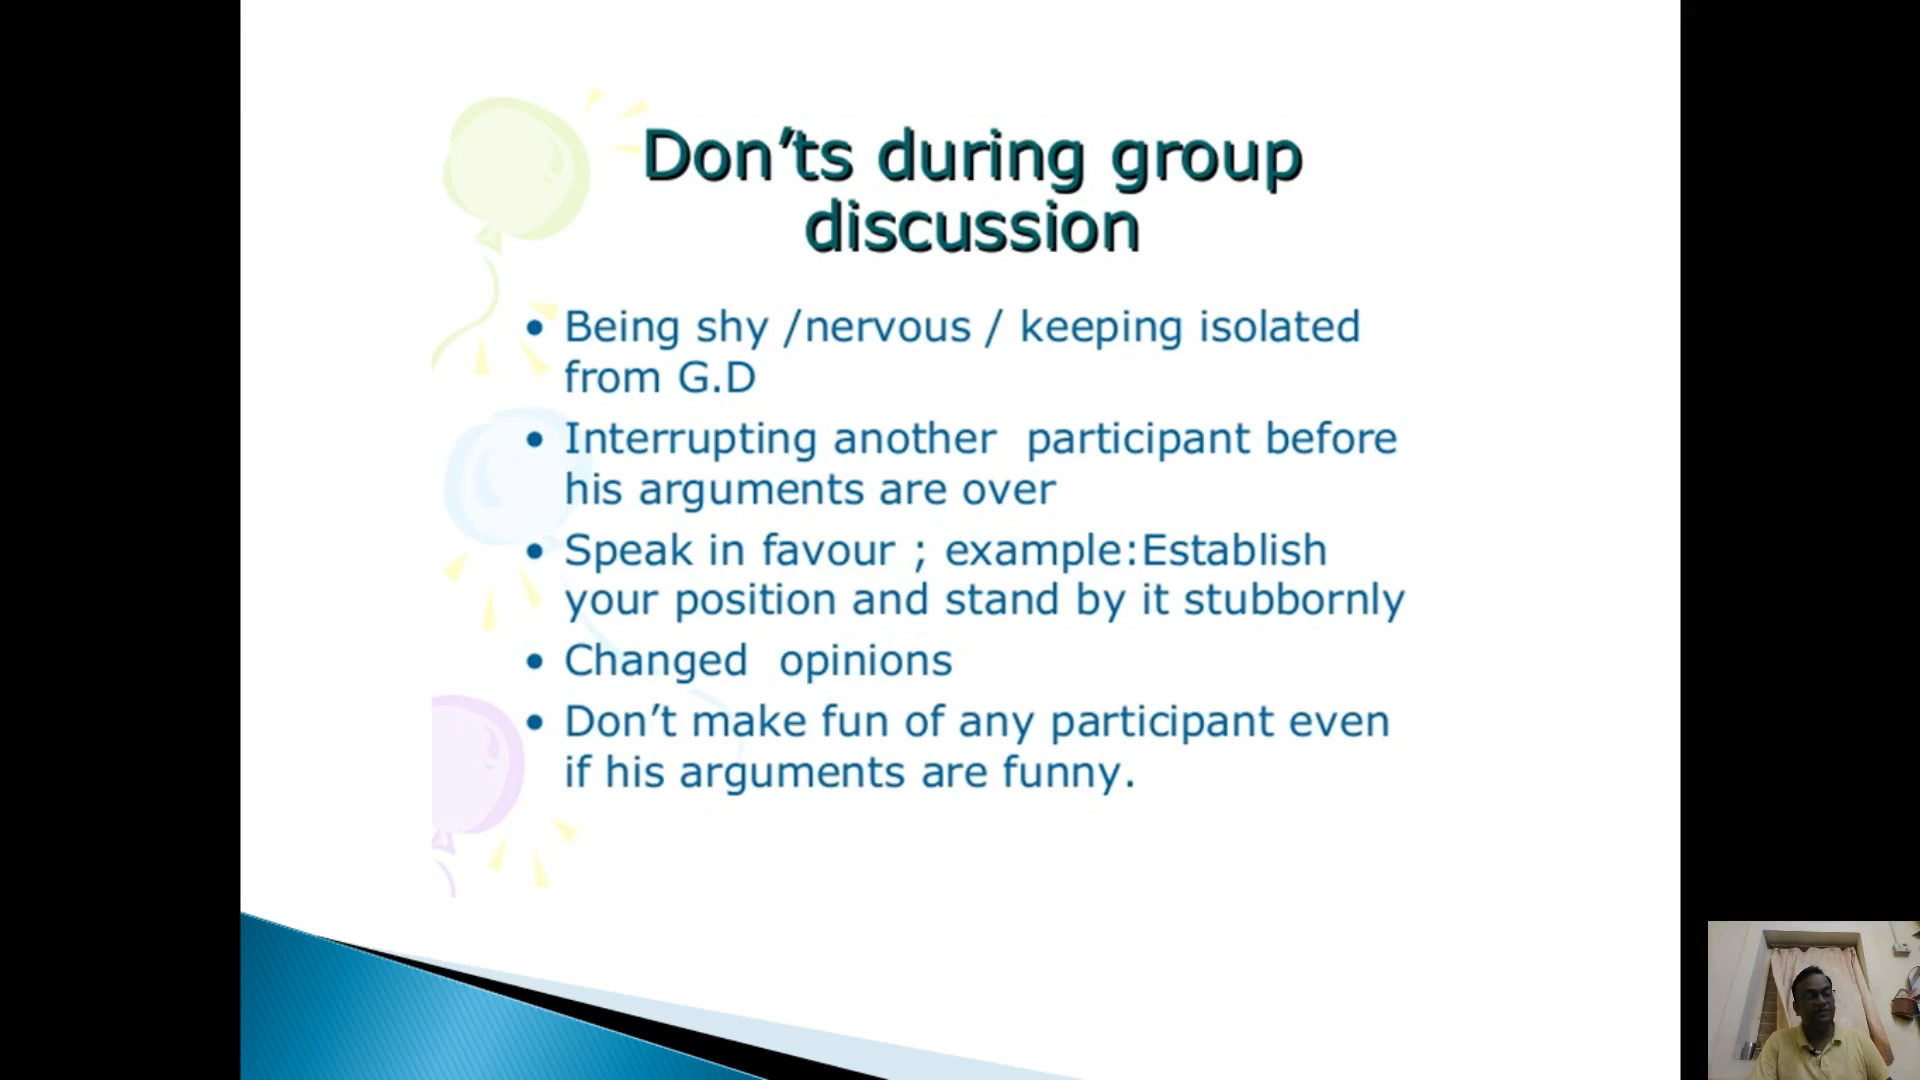 Don’ts during group
discussion
• Being shy /nervous / keeping isolated
from G.D
• Interrupting another  participant before
his arguments are over
• Speak in favour ; example:Establish
your position and stand by it stubbornly
• Changed  opinions
• Don’t make fun of any participant even
if his arguments are funny.